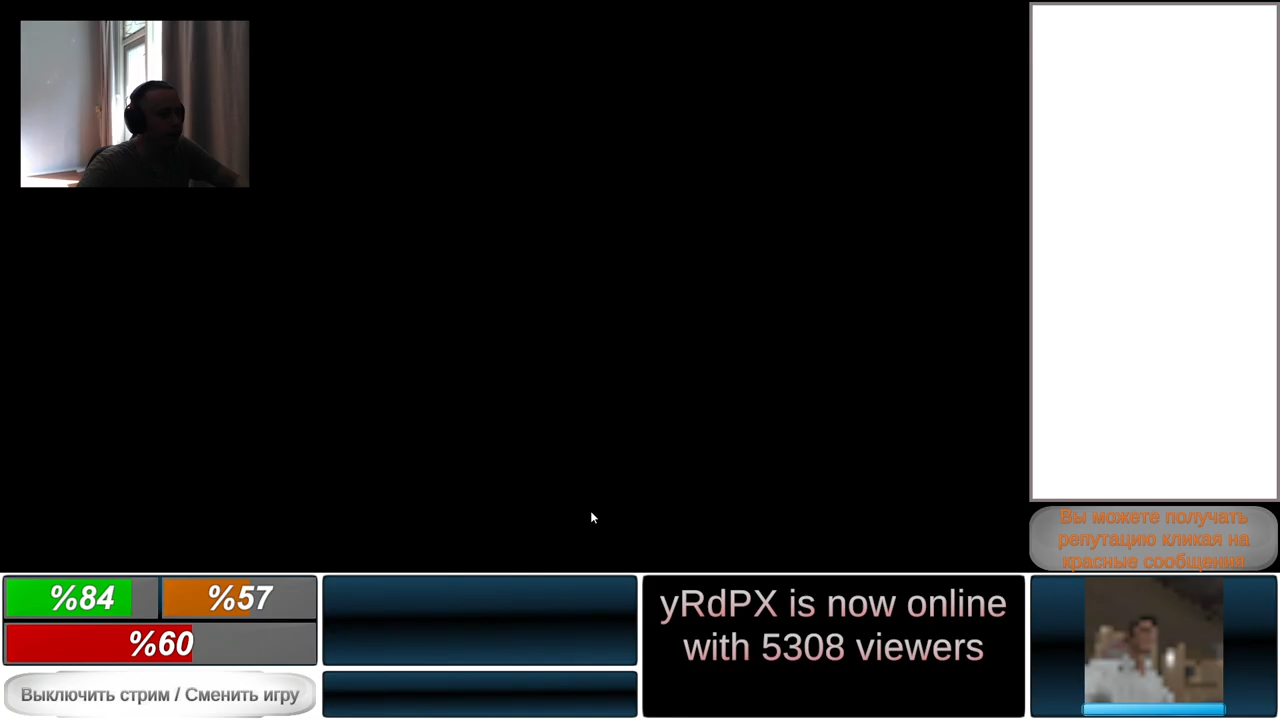 Вы можете получать
репутацию кликая на
красные сообщения
%84
%57
%60
Выключить стрим / Сменить игру
yRdPX is now online
with 5308 viewers